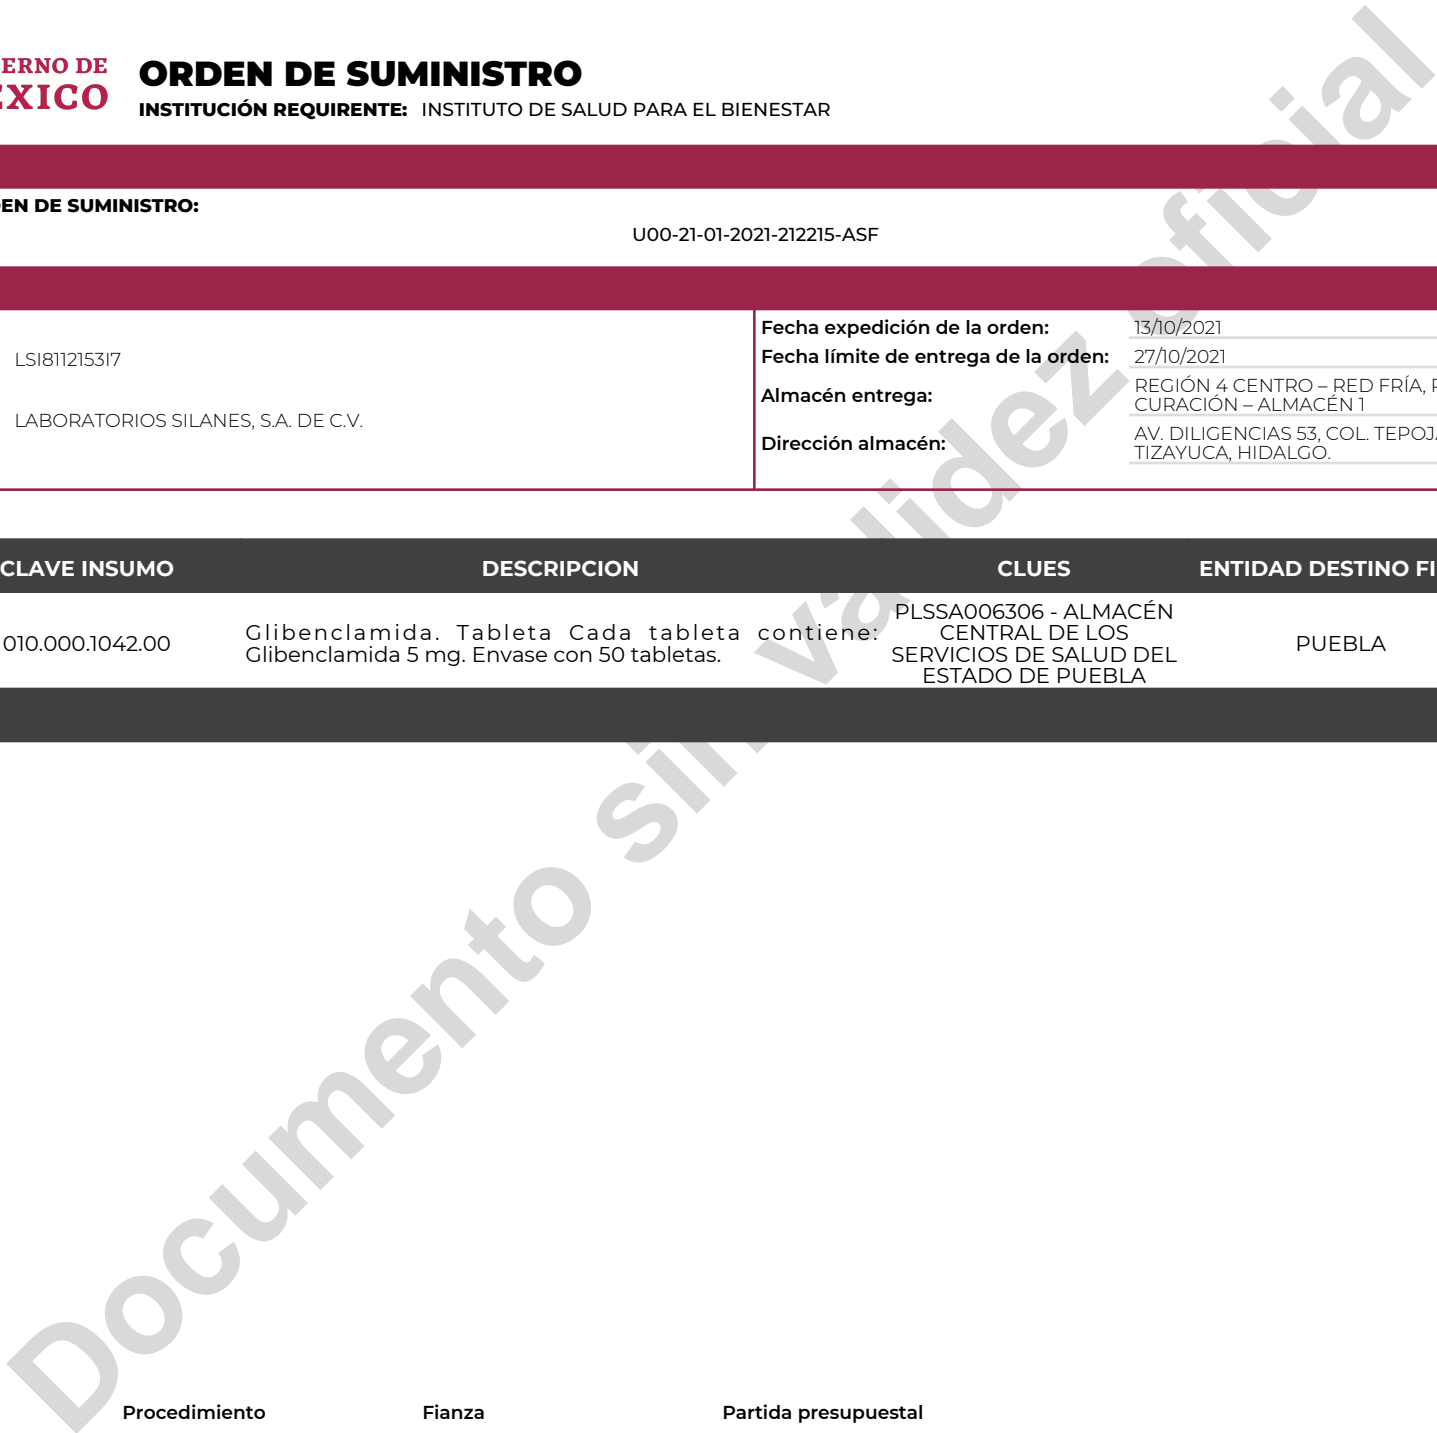 ERNO DE
ÉXICO
ORDEN DE SUMINISTRO
INSTITUCIÓN REQUIRENTE: INSTITUTO DE SALUD PARA EL BIENESTAR
EN DE SUMINISTRO:
U00-21-01-2021-212215-ASF
LSI8112153I7
LABORATORIOS SILANES, S.A. DE C.V.
Fecha expedición de la orden: 13/10/2021
Fecha límite de entrega de la orden: 27/10/2021
Almacén entrega: REGIÓN 4 CENTRO – RED FRÍA,
CURACIÓN – ALMACÉN 1
Dirección almacén: AV. DILIGENCIAS 53, COL. TEPOJ
TIZAYUCA, HIDALGO.
CLAVE INSUMO DESCRIPCION CLUES ENTIDAD DESTINO FI
010.000.1042.00
Glibenclamida. Tableta Cada tableta contiene:
Glibenclamida 5 mg. Envase con 50 tabletas.
PLSSA006306 - ALMACÉN
CENTRAL DE LOS
SERVICIOS DE SALUD DEL
ESTADO DE PUEBLA
PUEBLA
Documento sin validez oficial
Procedimiento Fianza Partida presupuestal